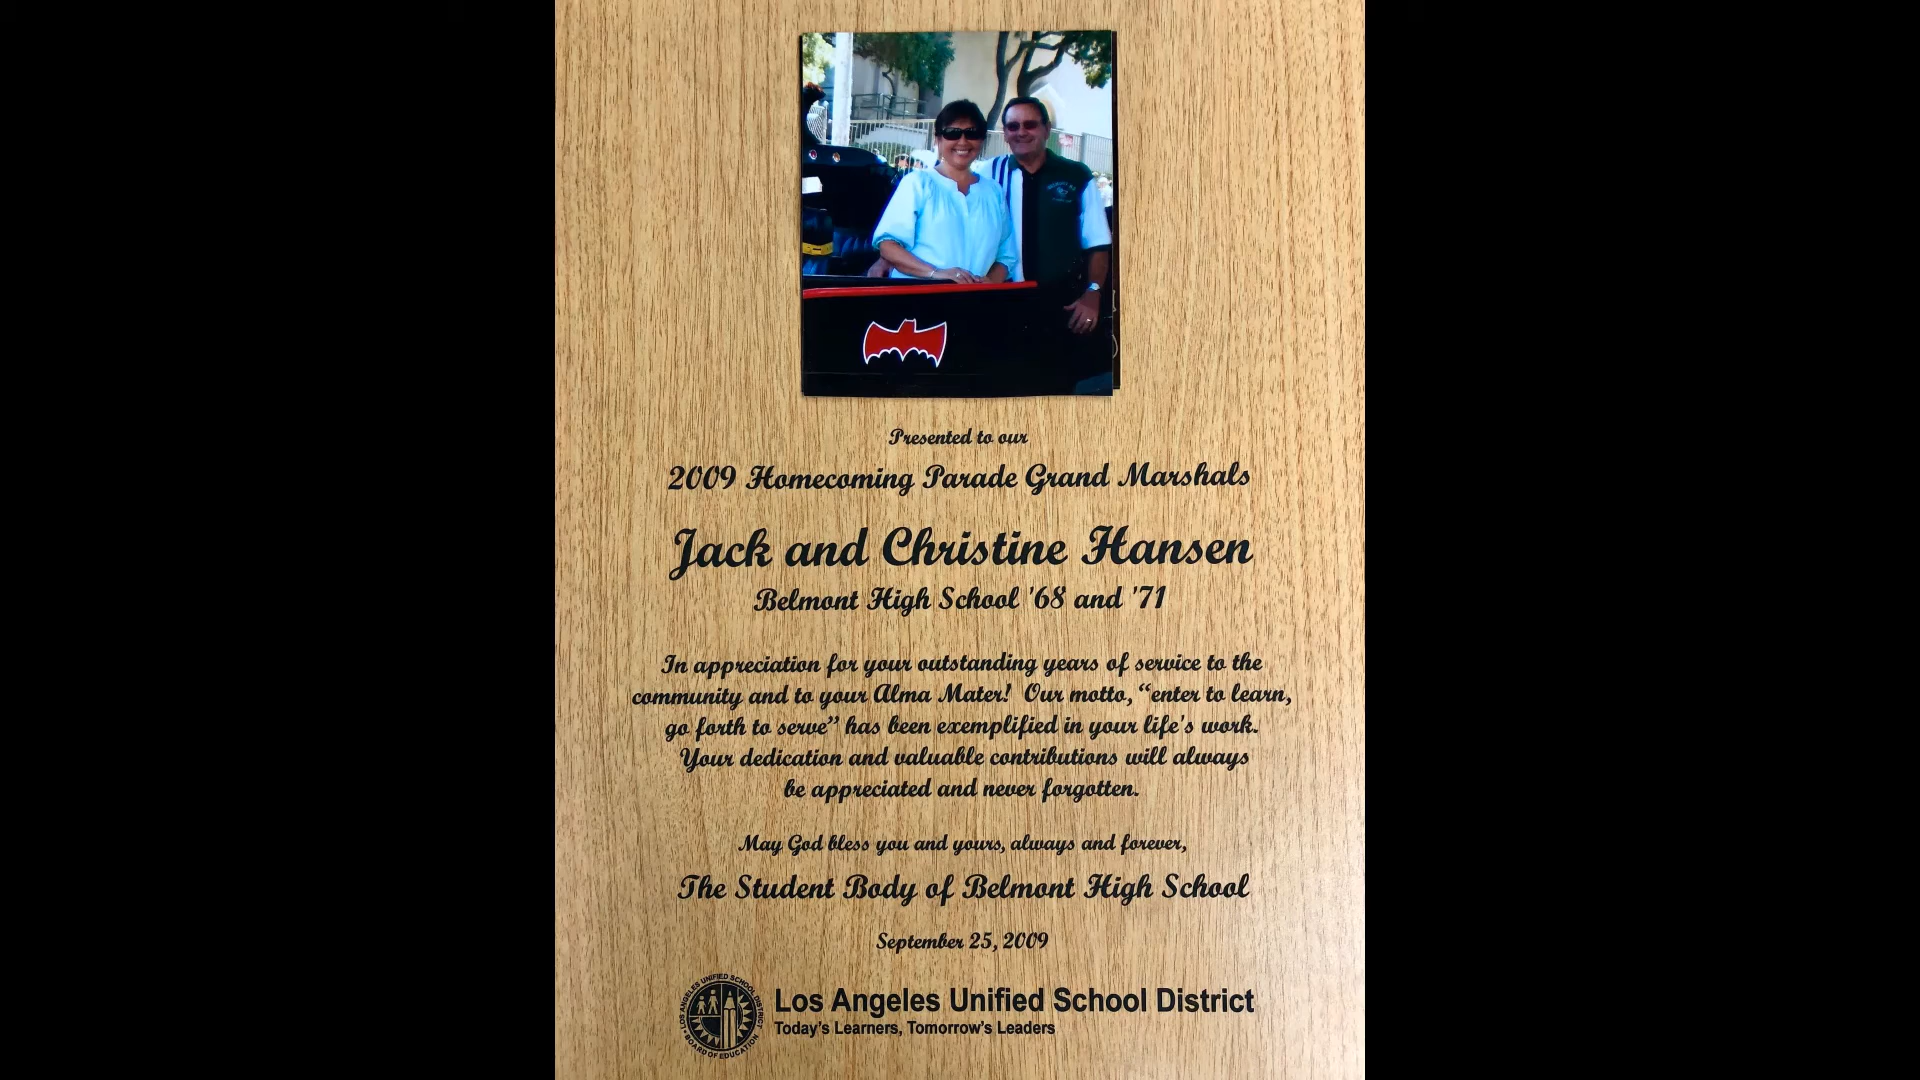 Presented to our
2009 Homecoming Parade Grand Marshals
Jack and Christine Hansen
Belmont High School '68 and '71
In appreciation for your outstanding years of service to the
community and to your Alma Mater! Our motto, “enter to learn,
go forth to serve” has been exemplified in your life's work.
Your dedication and valuable contributions will always
be appreciated and never forgotten.
May God bless you and yours, always and forever,
The Student Body of Belmont High School
September 25, 2009
LOS ANGELES UNIFIED SCHOOL DISTRICT
BOARD OF EDUCATION
Los Angeles Unified School District
Today's Learners, Tomorrow's Leaders